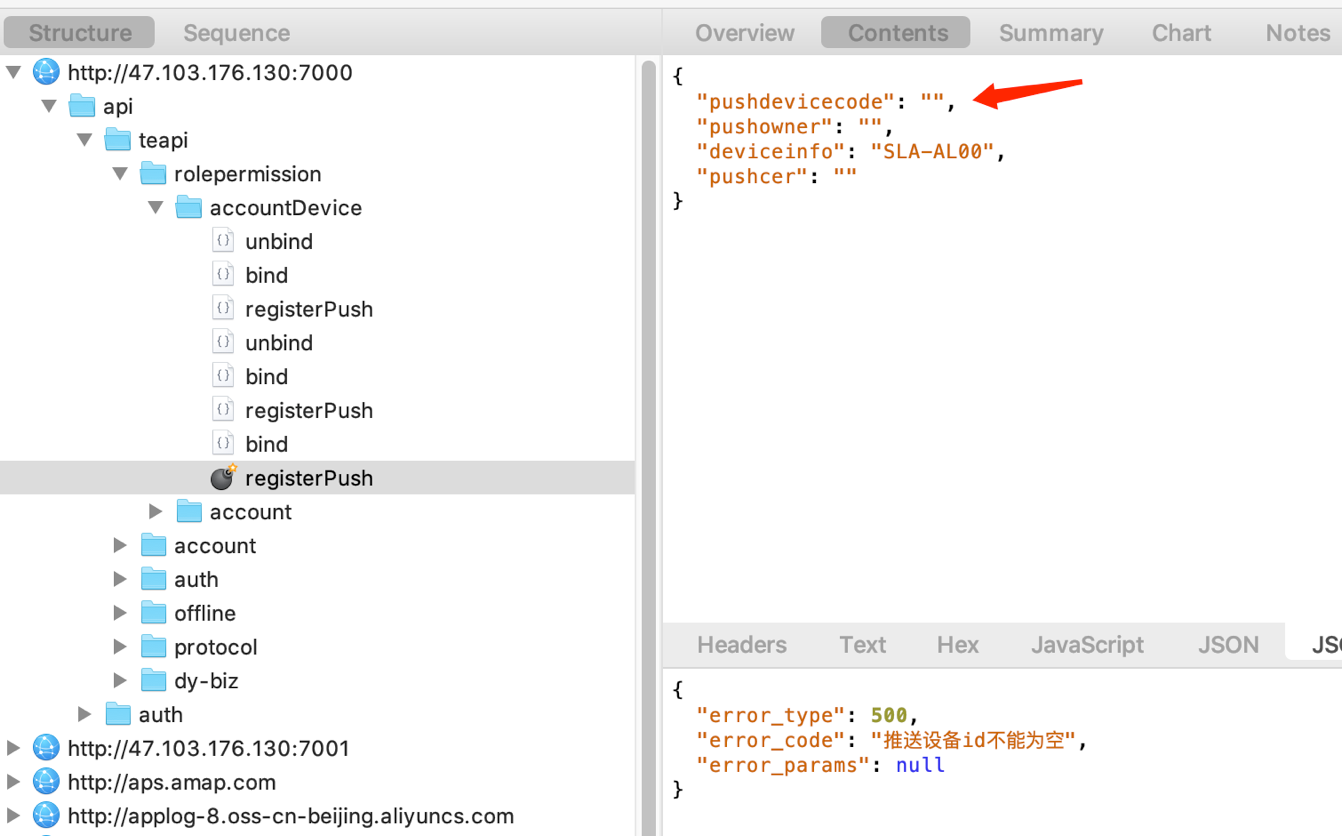 Structure
Sequence
http://47.103.176.130:7000
api
teapi
rolepermission
accountDevice
unbind
bind
registerPush
unbind
bind
registerPush
bind
registerPush
account
account
auth
offline
protocol
dy-biz
auth
http://47.103.176.130:7001
http://aps.amap.com
http://applog-8.oss-cn-beijing.aliyuncs.com
Overview
Contents
Summary
Chart
Notes
{
"pushdevicecode": "",
"pushowner": "",
"deviceinfo": "SLA-AL00",
"pushcer": ""
}
Headers
Text
Hex
JavaScript
JSON
{
"error_type": 500,
"error_code": "推送设备id不能为空",
"error_params": null
}